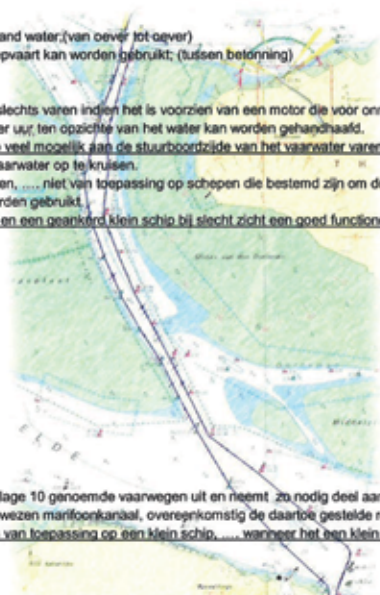 and water;(van oever tot oever)
epvaart kan worden gebruikt; (tussen betonning)
slechts varen indien het is voorzien van een motor die voor
er uur ten opzichte van het water kan worden gehandhaafd.
veel mogelijk aan de stuurboordzijde van het vaarwater varen
aarwater op te kruisen.
en, .... niet van toepassing op schepen die bestemd zijn om
rden gebruikt.
en een geankerd klein schip bij slecht zicht een goed
T H
E L D E
lage 10 genoemde vaarwegen uit en neemt zo nodig deel aan
wezen marifoonkanaal, overeenkomstig de daartoe gestelde
van toepassing op een klein schip, .... wanneer het een klein